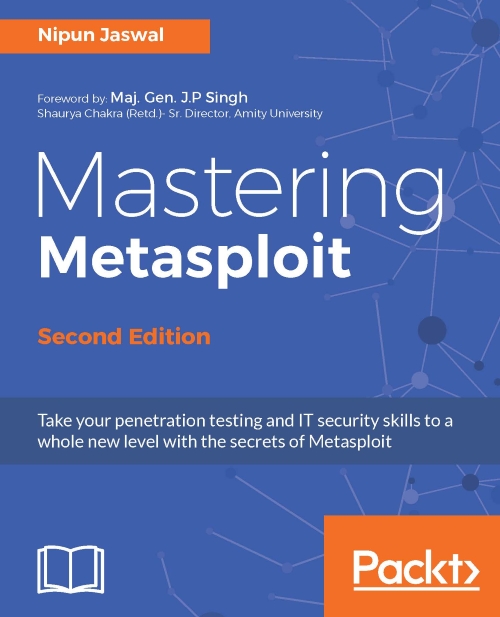 Nipun Jaswal
Foreword by: Maj. Gen. J.P Singh
Shaurya Chakra (Retd.)- Sr. Director, Amity University
Mastering
Metasploit
Second Edition
Take your penetration testing and IT security skills to a
whole new level with the secrets of Metasploit
Packt>